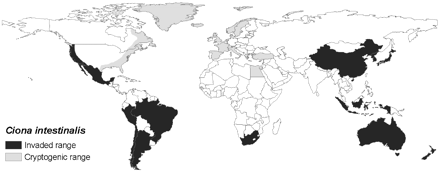 Ciona intestinalis
Invaded range
Cryptogenic range